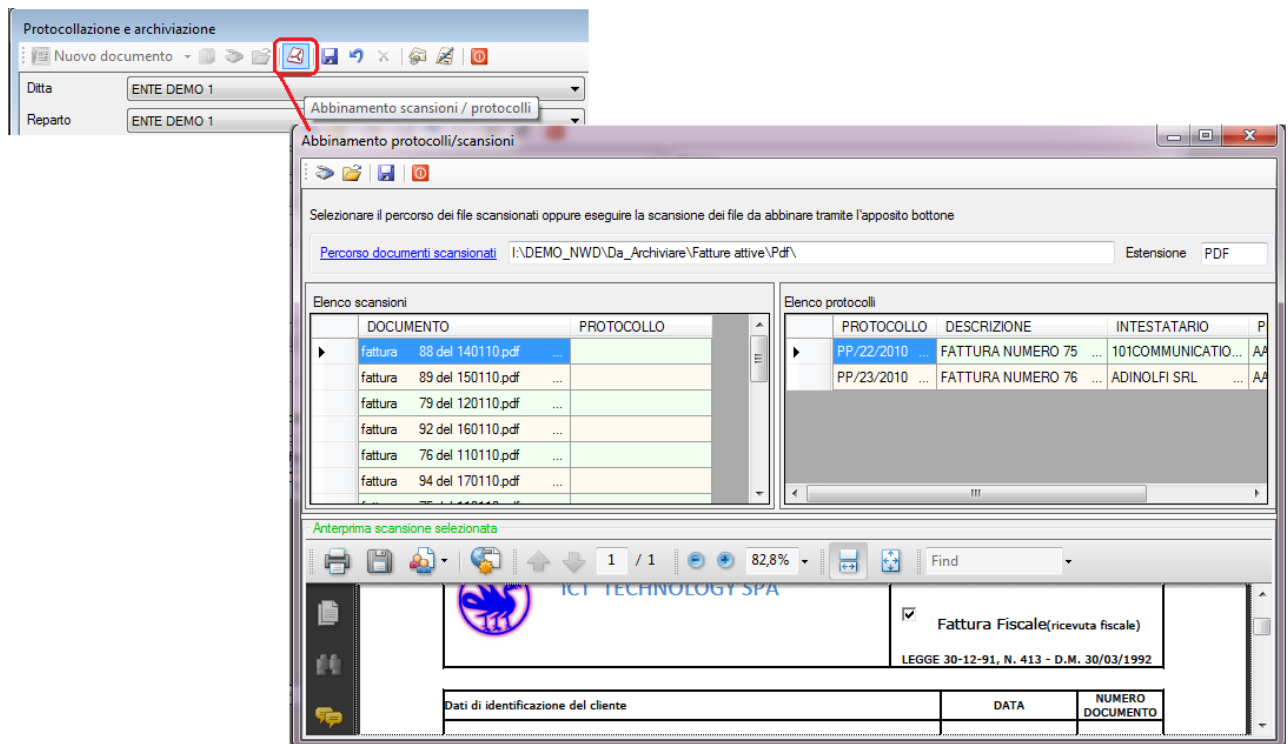 Protocollazione e archiviazione
Nuovo documento
Ditta ENTE DEMO 1
Reparto ENTE DEMO 1
Abbinamento scansioni / protocolli
Abbinamento protocolli/scansioni
Selezionare il percorso dei file scansionati oppure eseguire la scansione dei file da abbinare tramite l'apposito bottone
Percorso documenti scansionati I:\DEMO_NWD\Da_Archiviare\Fatture attive\Pdf\ Estensione PDF
Elenco scansioni
DOCUMENTO PROTOCOLLO
fattura 88 del 140110.pdf ...
fattura 89 del 150110.pdf ...
fattura 79 del 120110.pdf ...
fattura 92 del 160110.pdf ...
fattura 76 del 110110.pdf ...
fattura 94 del 170110.pdf ...
Elenco protocolli
PROTOCOLLO DESCRIZIONE INTESTATARIO P
PP/22/2010 ... FATTURA NUMERO 75 ... 101COMMUNICATIO... AA
PP/23/2010 ... FATTURA NUMERO 76 ... ADINOLFI SRL ... AA
Anterprima scansione selezionata
1 / 1 82,8% Find
ICT TECHNOLOGY SPA
Fattura Fiscale(ricevuta fiscale)
LEGGE 30-12-91, N. 413 - D.M. 30/03/1992
Dati di identificazione del cliente DATA NUMERO DOCUMENTO